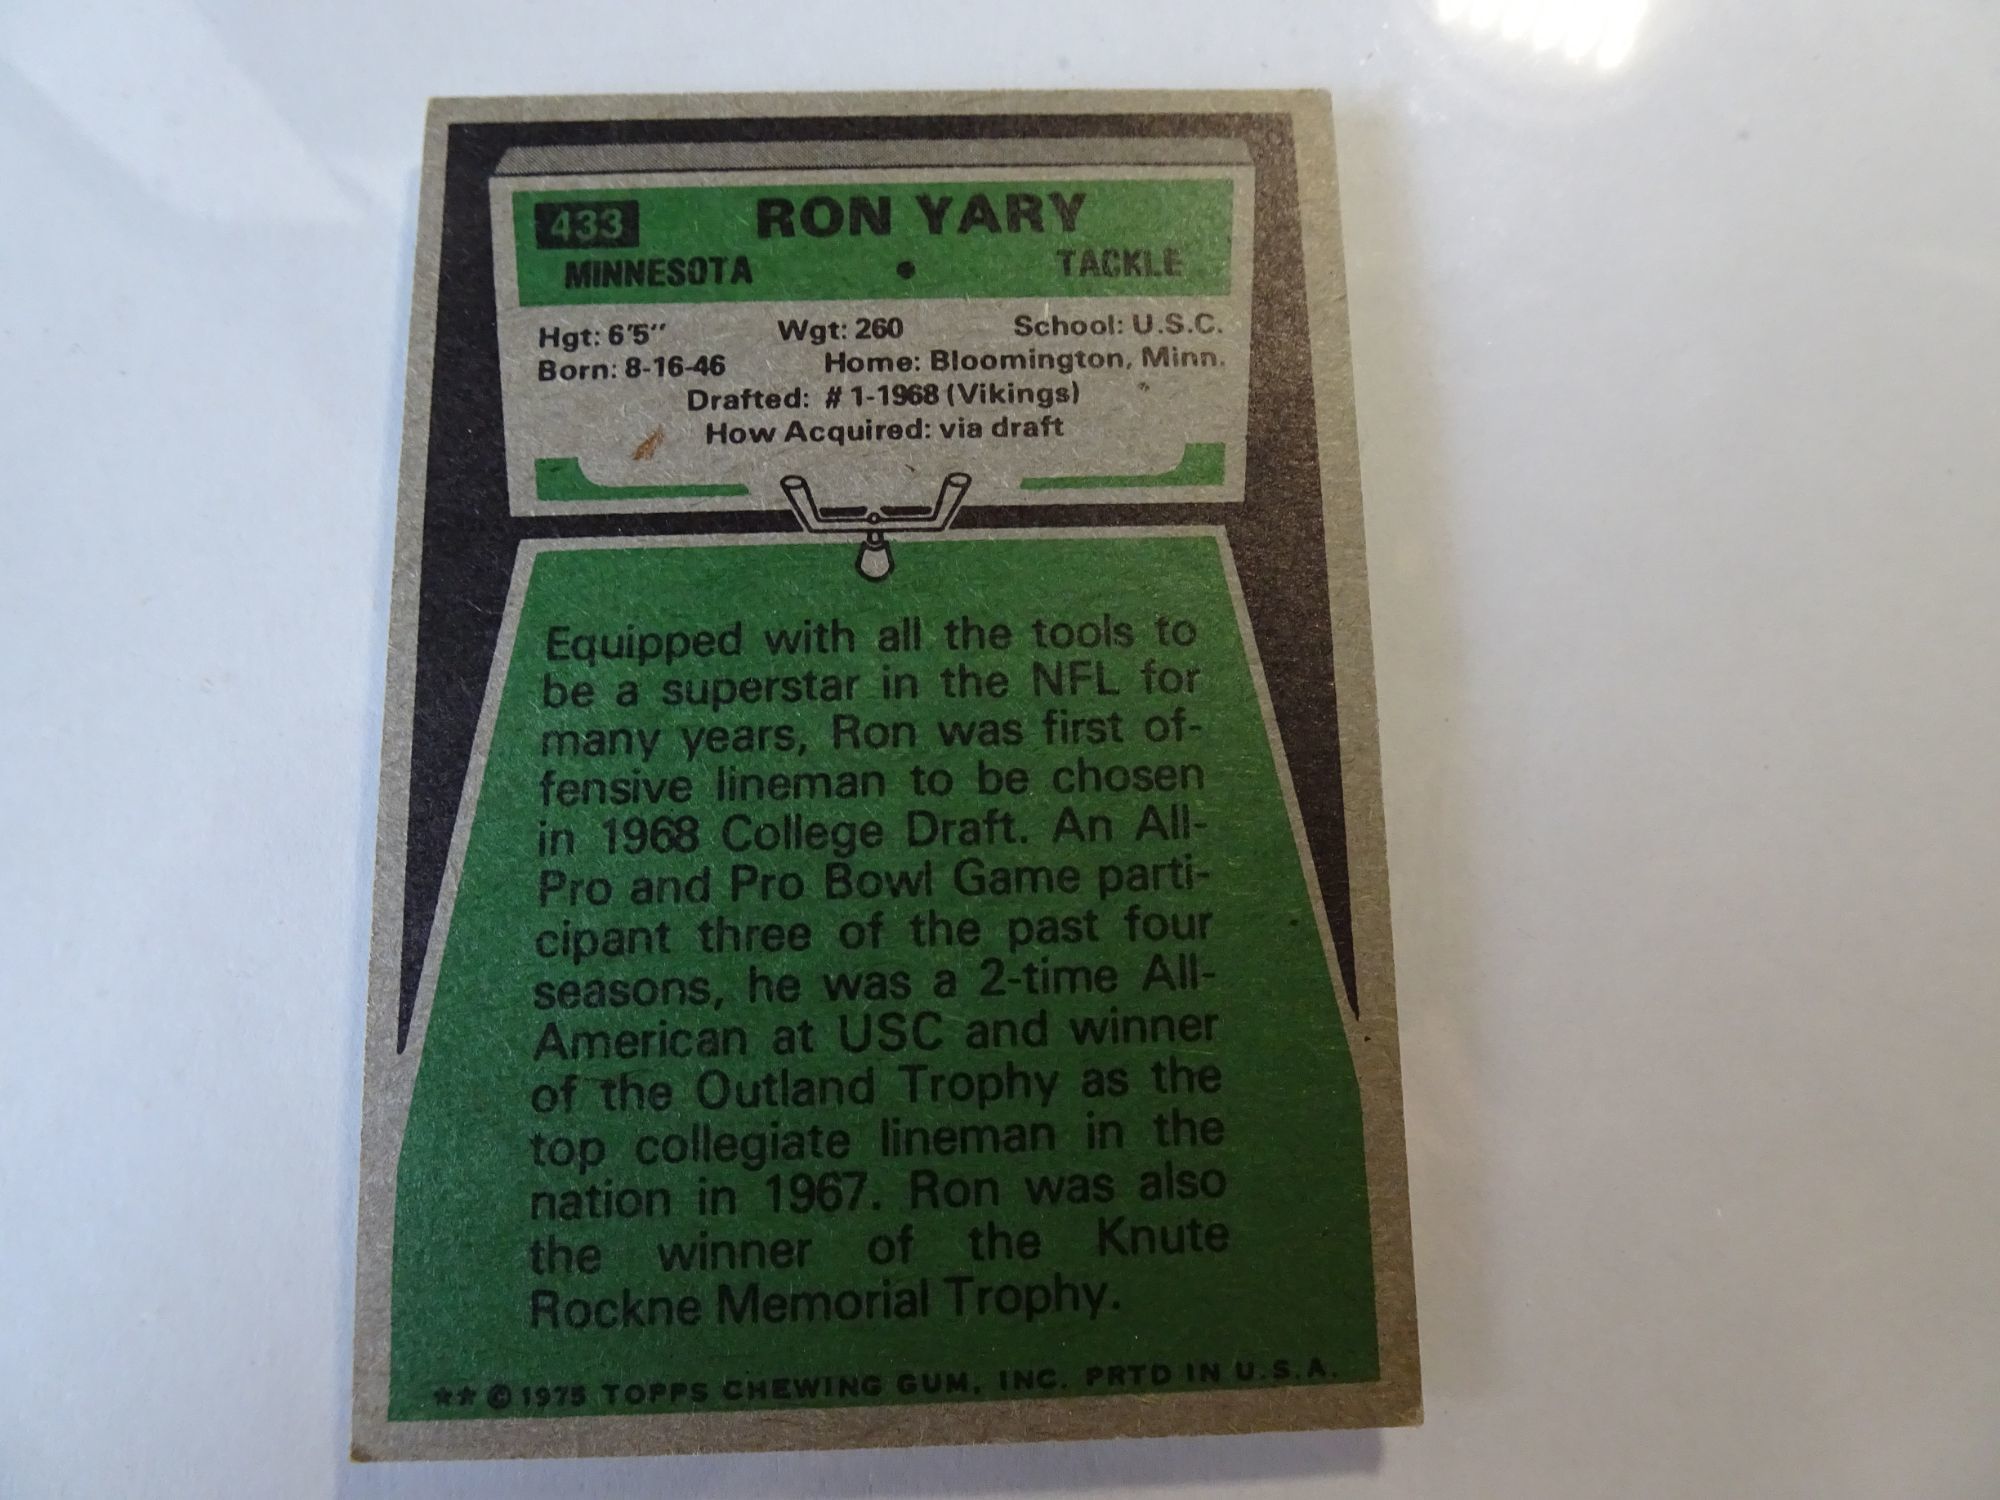 433 RON YARY
MINNESOTA • TACKLE
Hgt: 6'5" Wgt: 260 School: U.S.C.
Born: 8-16-46 Home: Bloomington, Minn.
Drafted: # 1-1968 (Vikings)
How Acquired: via draft
Equipped with all the tools to
be a superstar in the NFL for
many years, Ron was first of-
fensive lineman to be chosen
in 1968 College Draft. An All-
Pro and Pro Bowl Game parti-
cipant three of the past four
seasons, he was a 2-time All-
American at USC and winner
of the Outland Trophy as the
top collegiate lineman in the
nation in 1967. Ron was also
the winner of the Knute
Rockne Memorial Trophy.
** © 1975 TOPPS CHEWING GUM, INC. PRTD IN U.S.A.